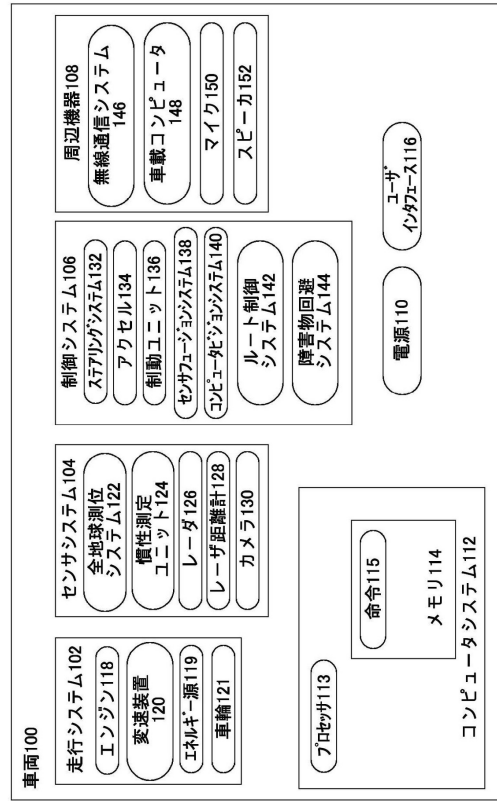 車両100
走行システム102
エンジン118
変速装置
120
エネルギー源119
車輪121
センサシステム104
全地球測位
システム122
慣性測定
ユニット124
レーダ126
レーザ距離計128
カメラ130
制御システム106
ステアリングシステム132
アクセル134
制動ユニット136
センサフュージョンシステム138
コンピュータビジョンシステム140
ルート制御
システム142
障害物回避
システム144
周辺機器108
無線通信システム
146
車載コンピュータ
148
マイク150
スピーカ152
プロセッサ113
命令115
メモリ114
コンピュータシステム112
電源110
ユーザ
インタフェース116